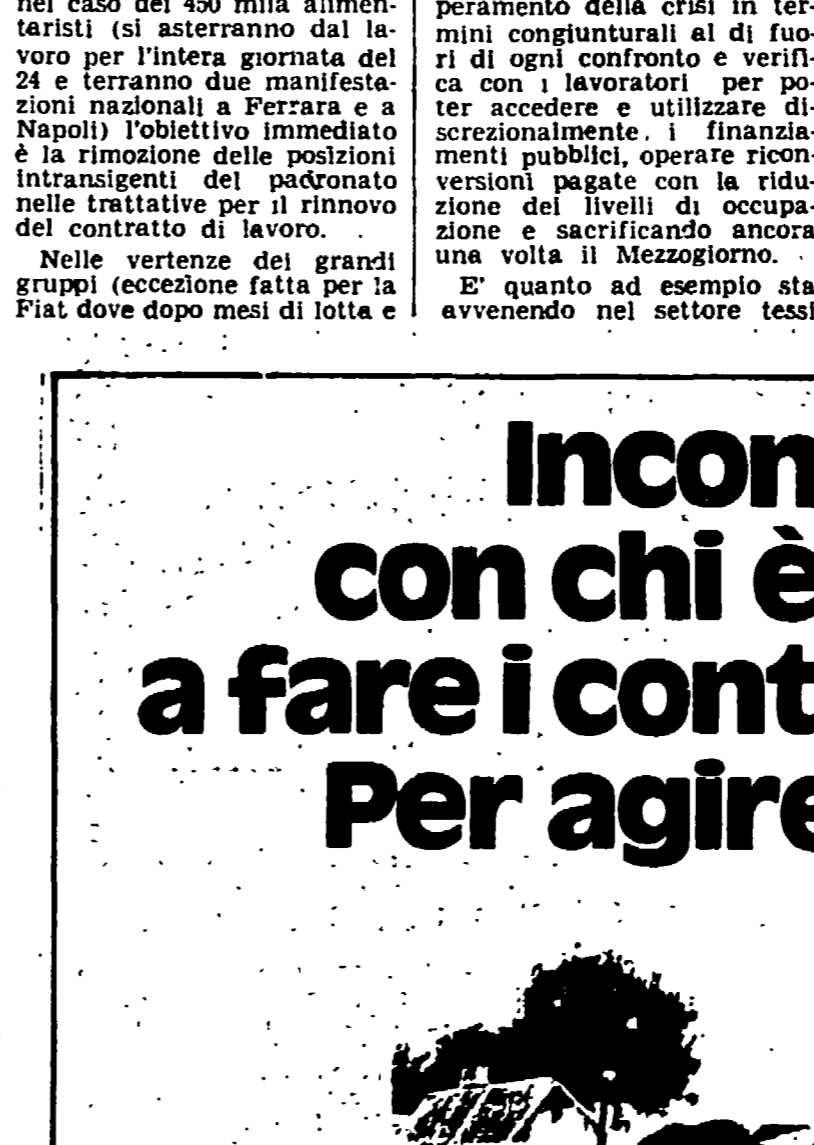 nel caso dei 450 mila alimen-
taristi (si asterranno dal la-
voro per l'intera giornata del
24 e terranno due manifesta-
zioni nazionali a Ferrara e a
Napoli) l'obiettivo immediato
è la rimozione delle posizioni
intransigenti del padronato
nelle trattative per il rinnovo
del contratto di lavoro.
Nelle vertenze dei grandi
gruppi (eccezione fatta per la
Fiat dove dopo mesi di lotta e
peramento della crisi in ter-
mini congiunturali al di fuo-
ri di ogni confronto e verifi-
ca con i lavoratori per po-
ter accedere e utilizzare di-
screzionalmente, i finanzia-
menti pubblici, operare ricon-
versioni pagate con la ridu-
zione dei livelli di occupa-
zione e sacrificando ancora
una volta il Mezzogiorno.
E' quanto ad esempio sta
avvenendo nel settore tessi
Incon
con chi è
a fare i cont
Per agire